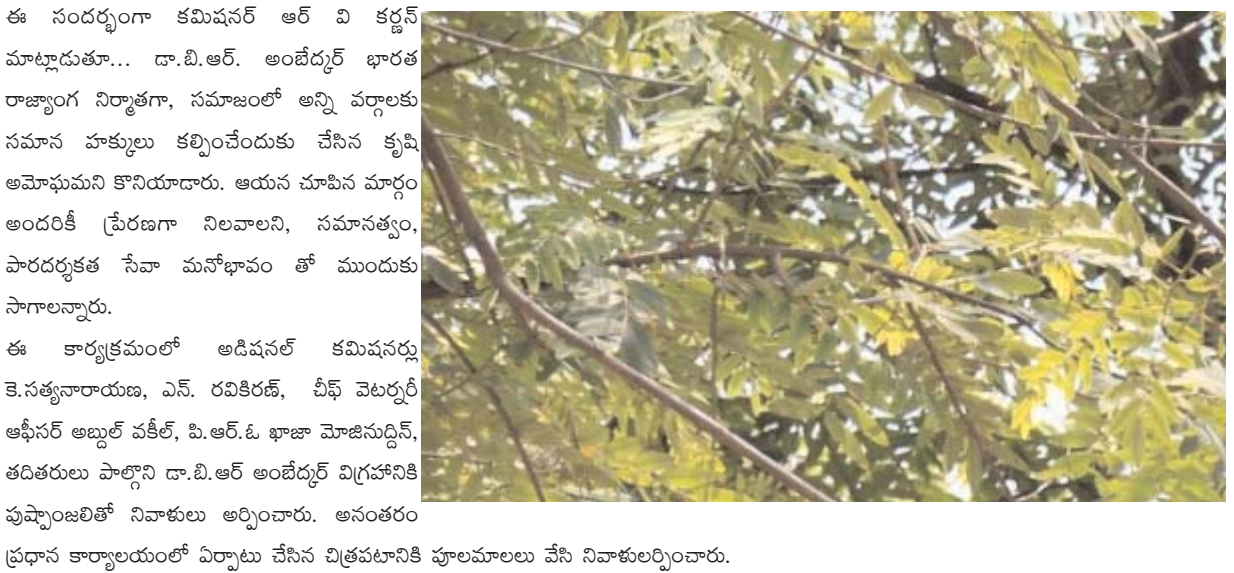 ఈ సందర్భంగా కమిషనర్ ఆర్ వి కర్ణన్
మాట్లాడుతూ... డా.బి.ఆర్. అంబేద్కర్ భారత
రాజ్యాంగ నిర్మాతగా, సమాజంలో అన్ని వర్గాలకు
సమాన హక్కులు కల్పించేందుకు చేసిన కృషి
అమోఘమని కొనియాడారు. ఆయన చూపిన మార్గం
అందరికీ ప్రేరణగా నిలవాలని, సమానత్వం,
పారదర్శకత సేవా మనోభావం తో ముందుకు
సాగాలన్నారు.
ఈ కార్యక్రమంలో అడిషనల్ కమిషనర్లు
కె.సత్యనారాయణ, ఎన్. రవికిరణ్, చీఫ్ వెటర్నరీ
ఆఫీసర్ అబ్దుల్ వకీల్, పి.ఆర్.ఓ ఖాజా మోజినుద్దిన్,
తదితరులు పాల్గొని డా.బి.ఆర్ అంబేద్కర్ విగ్రహానికి
పుష్పాంజలితో నివాళులు అర్పించారు. అనంతరం
ప్రధాన కార్యాలయంలో ఏర్పాటు చేసిన చిత్రపటానికి పూలమాలలు వేసి నివాళులర్పించారు.